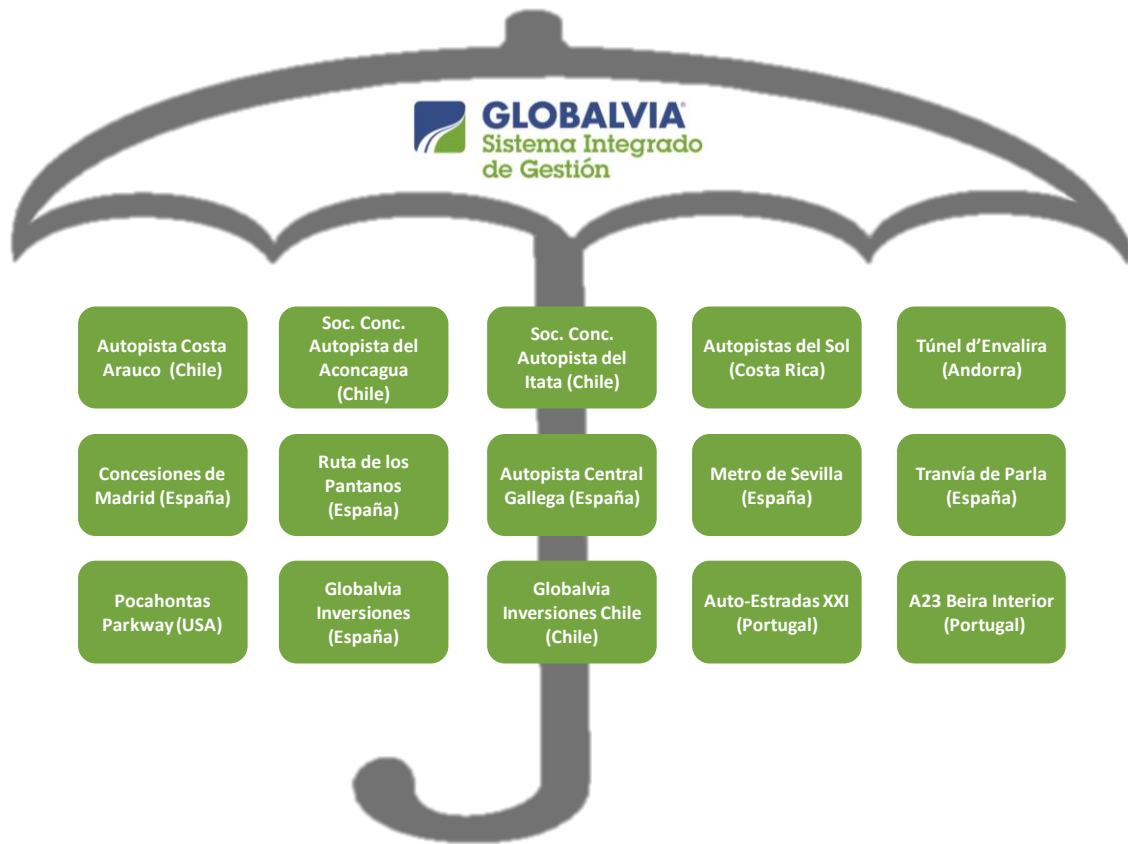 GLOBALVIA
Sistema Integrado
de Gestión
Autopista Costa
Arauco (Chile)
Soc. Conc.
Autopista del
Aconcagua
(Chile)
Soc. Conc.
Autopista del
Itata (Chile)
Autopistas del Sol
(Costa Rica)
Túnel d’Envalira
(Andorra)
Concesiones de
Madrid (España)
Ruta de los
Pantanos
(España)
Autopista Central
Gallega (España)
Metro de Sevilla
(España)
Tranvía de Parla
(España)
Pocahontas
Parkway (USA)
Globalvia
Inversiones
(España)
Globalvia
Inversiones Chile
(Chile)
Auto-Estradas XXI
(Portugal)
A23 Beira Interior
(Portugal)